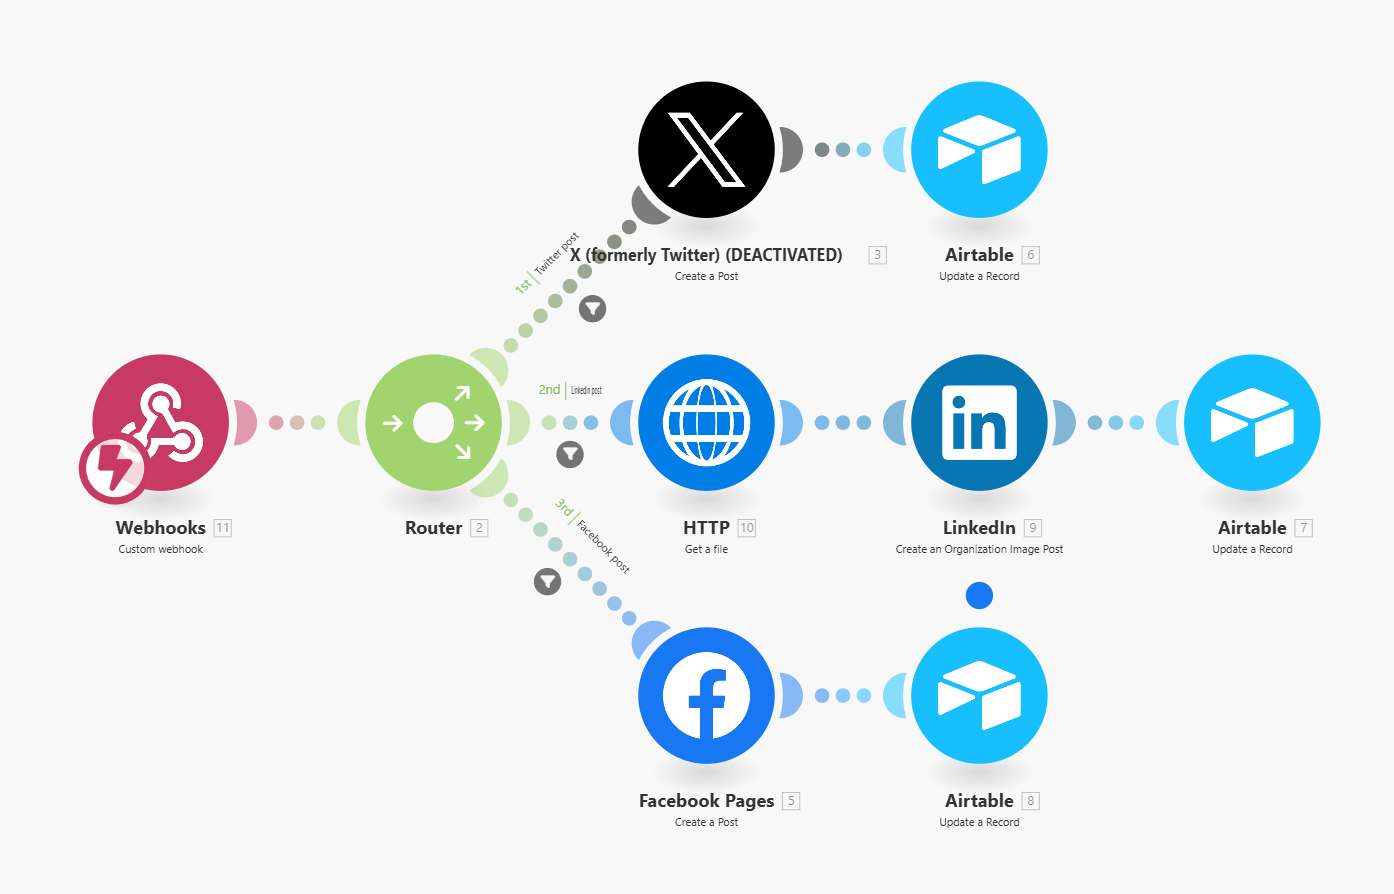 1st | Twitter post
X (formerly Twitter) (DEACTIVATED) 3
Create a Post
Airtable 6
Update a Record
2nd | LinkedIn post
Webhooks 11
Custom webhook
Router 2
HTTP 10
Get a file
in
LinkedIn 9
Create an Organization Image Post
Airtable 7
Update a Record
3rd | Facebook post
Facebook Pages 5
Create a Post
Airtable 8
Update a Record